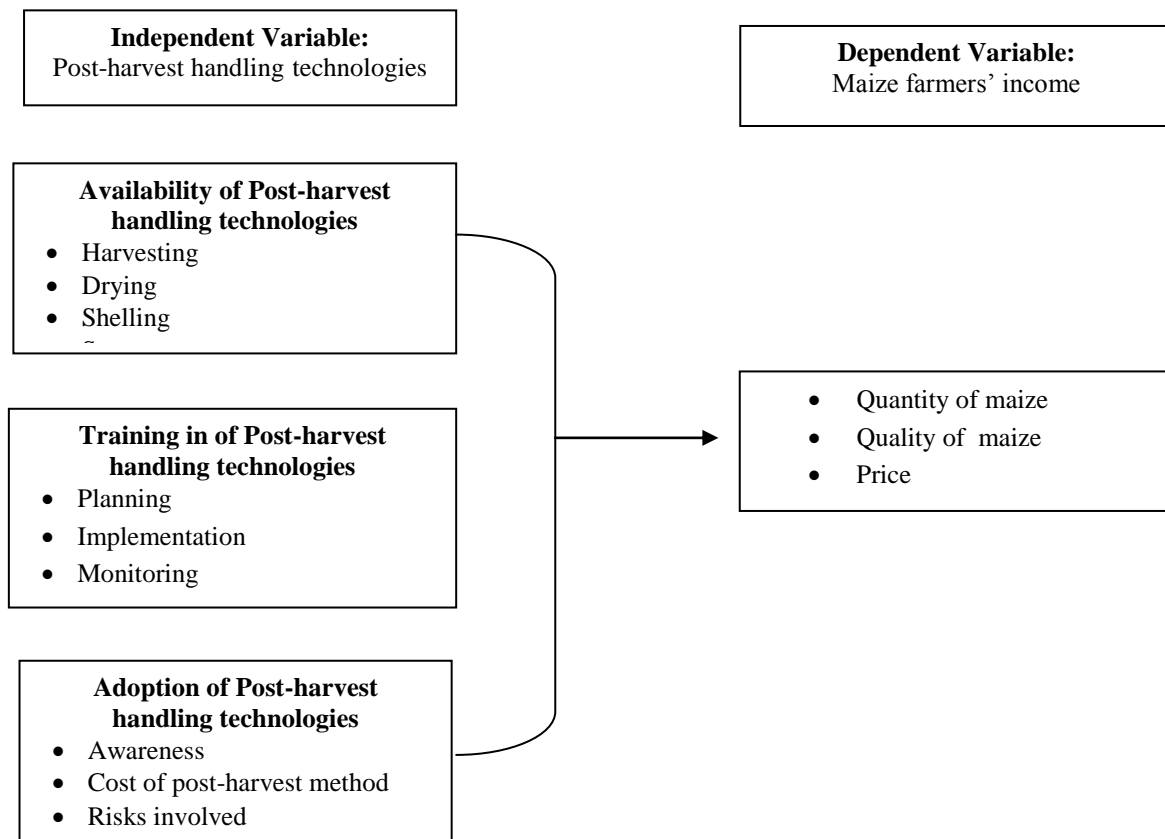 Independent Variable:
Post-harvest handling technologies
Dependent Variable:
Maize farmers’ income
Availability of Post-harvest
handling technologies
• Harvesting
• Drying
• Shelling
Training in of Post-harvest
handling technologies
• Planning
• Implementation
• Monitoring
• Quantity of maize
• Quality of maize
• Price
Adoption of Post-harvest
handling technologies
• Awareness
• Cost of post-harvest method
• Risks involved